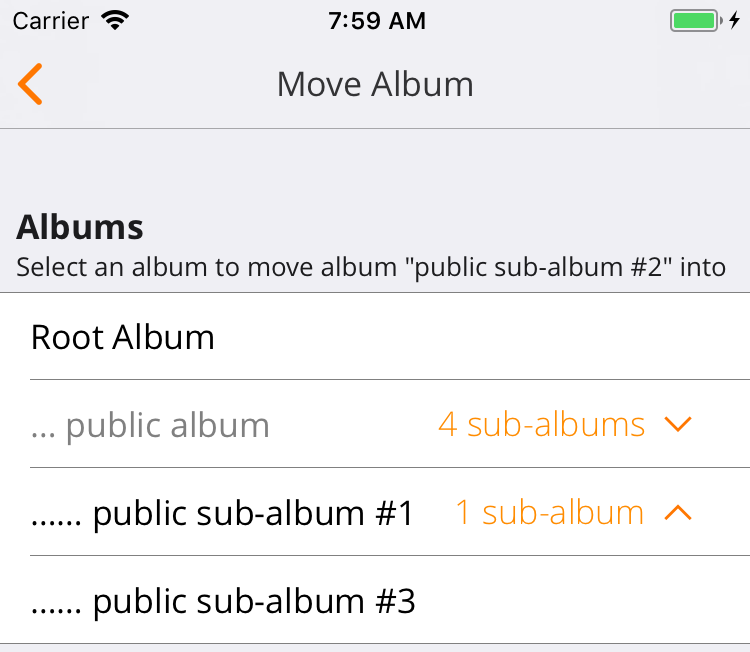 Carrier 7:59 AM
Move Album
Albums
Select an album to move album "public sub-album #2" into
Root Album
... public album 4 sub-albums
...... public sub-album #1 1 sub-album
...... public sub-album #3